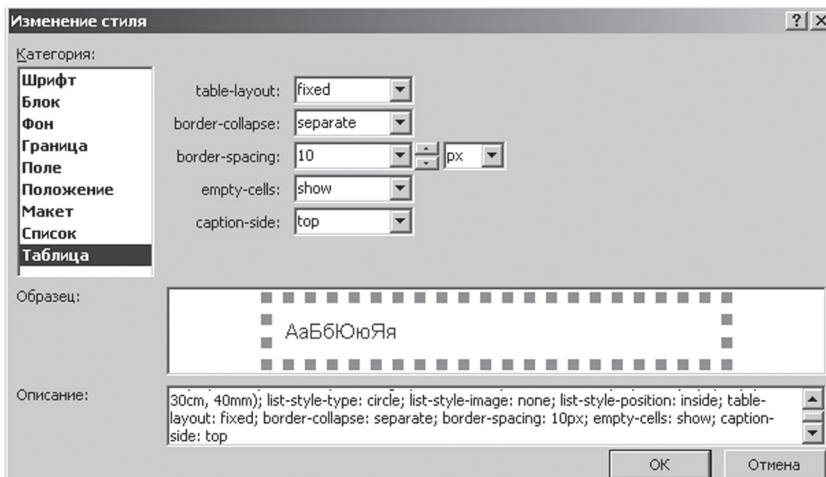 Изменение стиля
Категория:
Шрифт
Блок
Фон
Граница
Поле
Положение
Макет
Список
Таблица
table-layout: fixed
border-collapse: separate
border-spacing: 10 px
empty-cells: show
caption-side: top
Образец:
АаБбЮюЯя
Описание:
30cm, 40mm); list-style-type: circle; list-style-image: none; list-style-position: inside; table-
layout: fixed; border-collapse: separate; border-spacing: 10px; empty-cells: show; caption-
side: top
ОК
Отмена